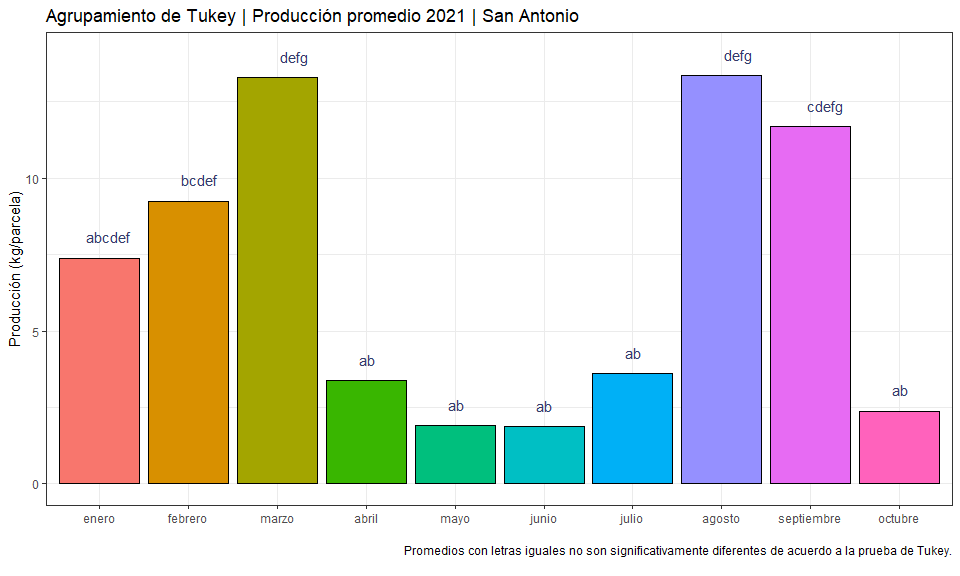 Agrupamiento de Tukey | Producción promedio 2021 | San Antonio
Producción (kg/parcela)
10
5
0
abcdef
bcdef
defg
ab
ab
ab
ab
defg
cdefg
ab
enero
febrero
marzo
abril
mayo
junio
julio
agosto
septiembre
octubre
Promedios con letras iguales no son significativamente diferentes de acuerdo a la prueba de Tukey.